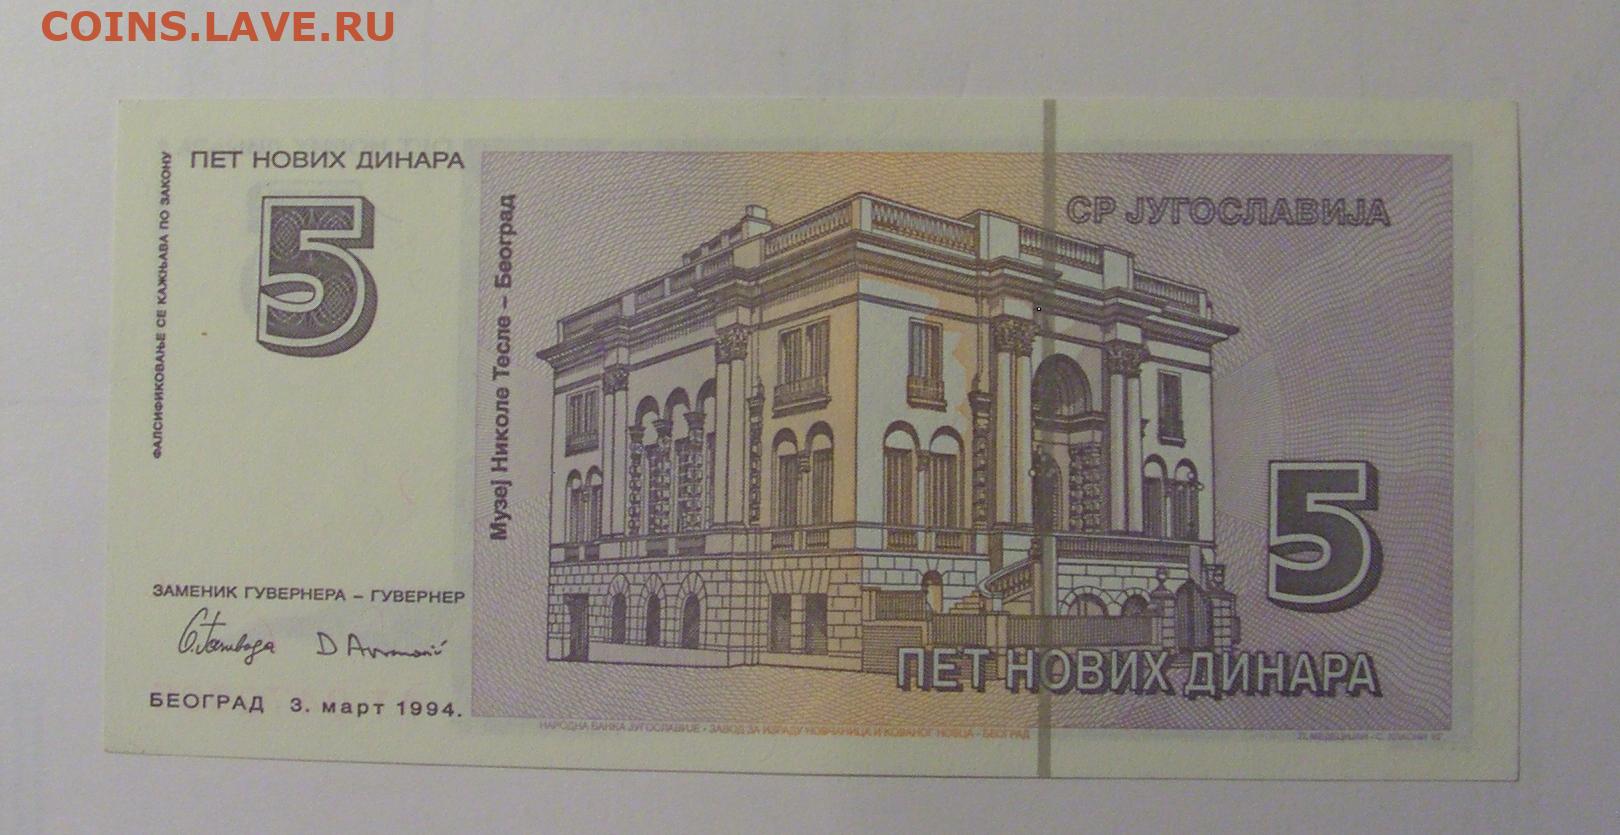 COINS.LAVE.RU
ПЕТ НОВИХ ДИНАРА
5
ФАЛСИФИКОВАЊЕ СЕ КАЖЊАВА ПО ЗАКОНУ
Музеј Николе Тесле – Београд
СР ЈУГОСЛАВИЈА
5
ЗАМЕНИК ГУВЕРНЕРА – ГУВЕРНЕР
БЕОГРАД 3. март 1994.
ПЕТ НОВИХ ДИНАРА
НАРОДНА БАНКА ЈУГОСЛАВИЈЕ - ЗАВОД ЗА ИЗРАДУ НОВЧАНИЦА И КОВАНОГ НОВЦА - БЕОГРАД